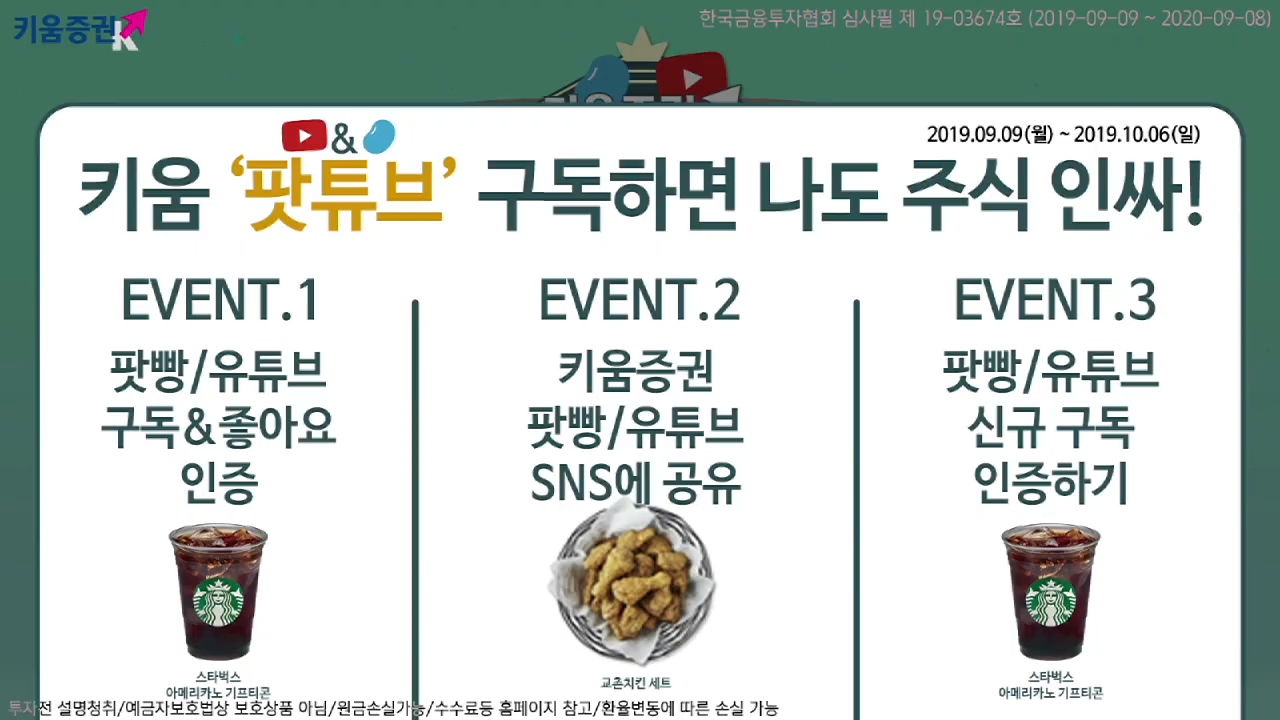 키움증권
한국금융투자협회 심사필 제 19-03674호 (2019-09-09 ~ 2020-09-08)
2019.09.09(월) ~ 2019.10.06(일)
&
키움 ‘팟튜브’ 구독하면 나도 주식 인싸!
EVENT.1
팟빵/유튜브
구독&좋아요
인증
스타벅스
아메리카노 기프티콘
EVENT.2
키움증권
팟빵/유튜브
SNS에 공유
교촌치킨 세트
EVENT.3
팟빵/유튜브
신규 구독
인증하기
스타벅스
아메리카노 기프티콘
투자전 설명청취/예금자보호법상 보호상품 아님/원금손실가능/수수료등 홈페이지 참고/환율변동에 따른 손실 가능